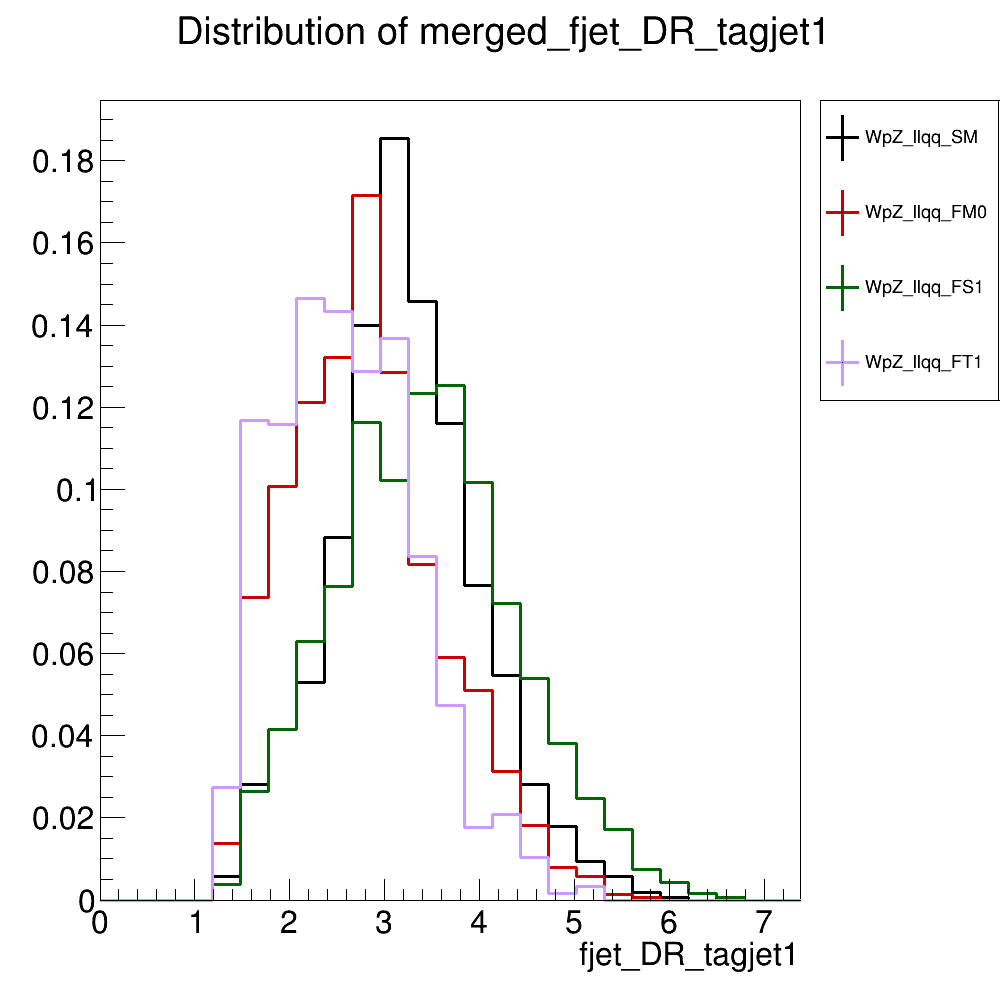 Distribution of merged_fjet_DR_tagjet1
WpZ_llqq_SM
WpZ_llqq_FM0
WpZ_llqq_FS1
WpZ_llqq_FT1
0.18
0.16
0.14
0.12
0.1
0.08
0.06
0.04
0.02
0
0 1 2 3 4 5 6 7
fjet_DR_tagjet1